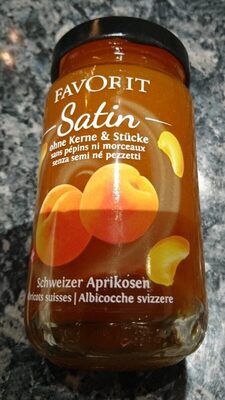 FAVORIT
Satin
ohne Kerne & Stücke
sans pépins ni morceaux
senza semi né pezzetti
Schweizer Aprikosen
abricots suisses | Albicocche svizzere